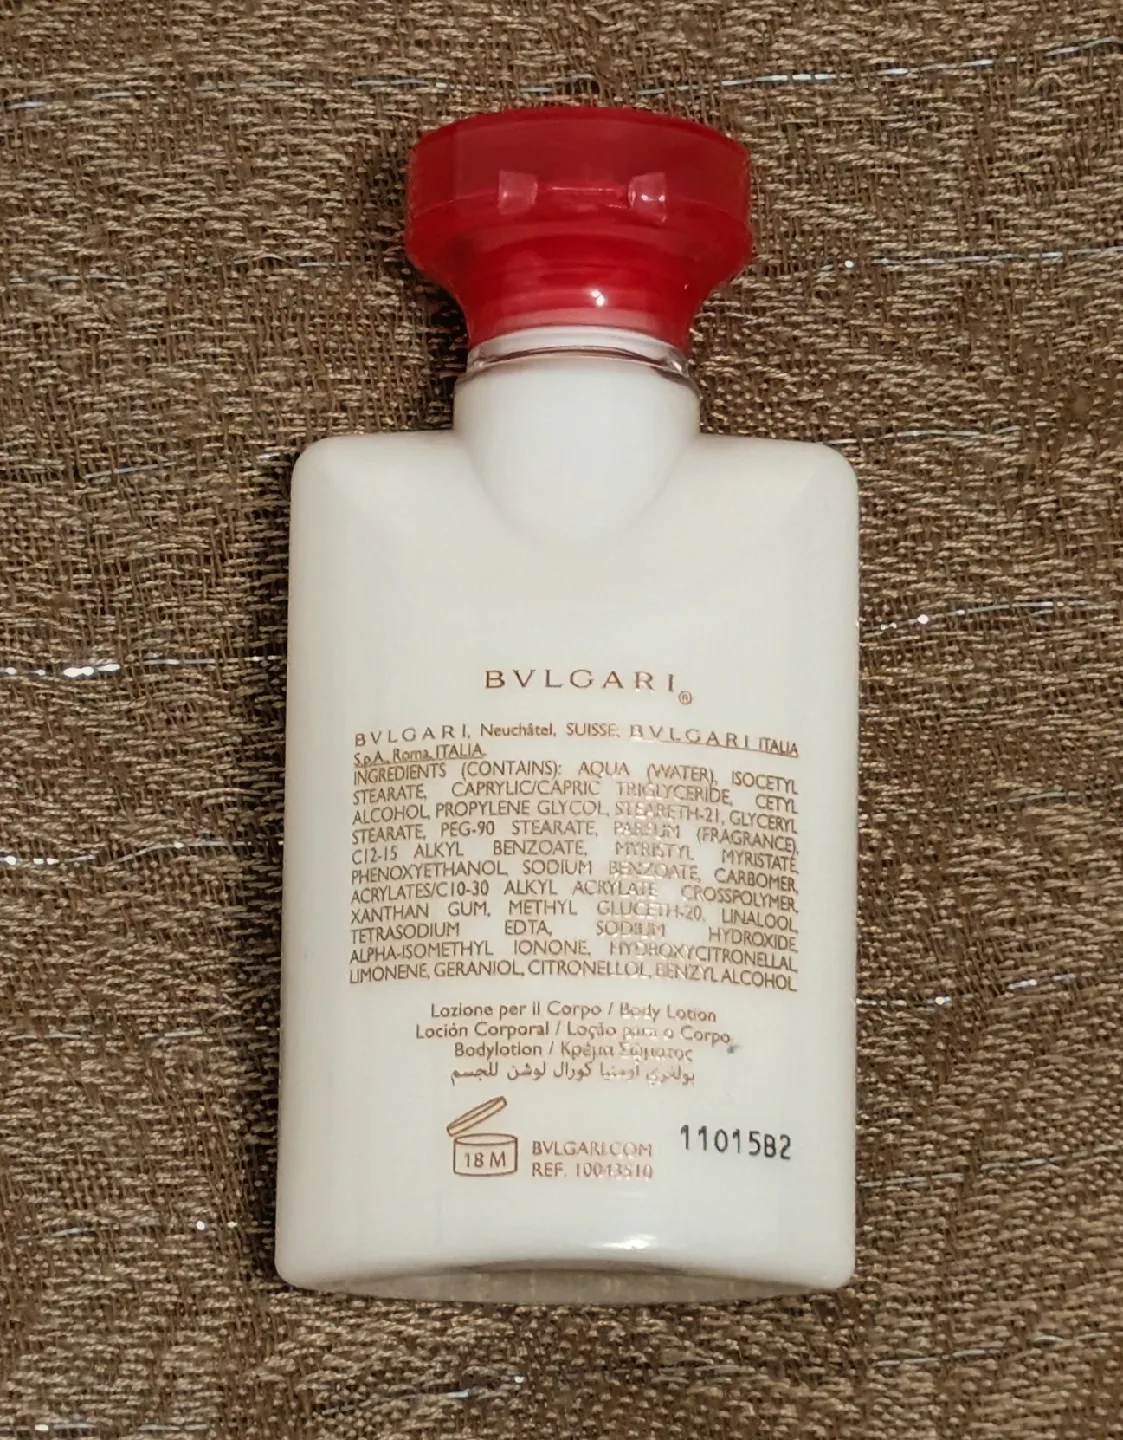 BVLGARI®
BVLGARI, Neuchâtel, SUISSE, BVLGARI ITALIA
S.p.A., Roma, ITALIA.
INGREDIENTS (CONTAINS): AQUA (WATER), ISOCETYL
STEARATE, CAPRYLIC/CAPRIC TRIGLYCERIDE, CETYL
ALCOHOL, PROPYLENE GLYCOL, STEARETH-21, GLYCERYL
STEARATE, PEG-90 STEARATE, PARFUM (FRAGRANCE),
C12-15 ALKYL BENZOATE, MYRISTYL MYRISTATE,
PHENOXYETHANOL, SODIUM BENZOATE, CARBOMER,
ACRYLATES/C10-30 ALKYL ACRYLATE CROSSPOLYMER,
XANTHAN GUM, METHYL GLUCETH-20, LINALOOL,
TETRASODIUM EDTA, SODIUM HYDROXIDE,
ALPHA-ISOMETHYL IONONE, HYDROXYCITRONELLAL,
LIMONENE, GERANIOL, CITRONELLOL, BENZYL ALCOHOL
Lozione per il Corpo / Body Lotion
Loción Corporal / Loção para o Corpo
Bodylotion / Κρέμα Σώματος
بولغري اومنيا كورال لوشن للجسم
18 M
BVLGARI.COM
REF. 10043510
11015B2